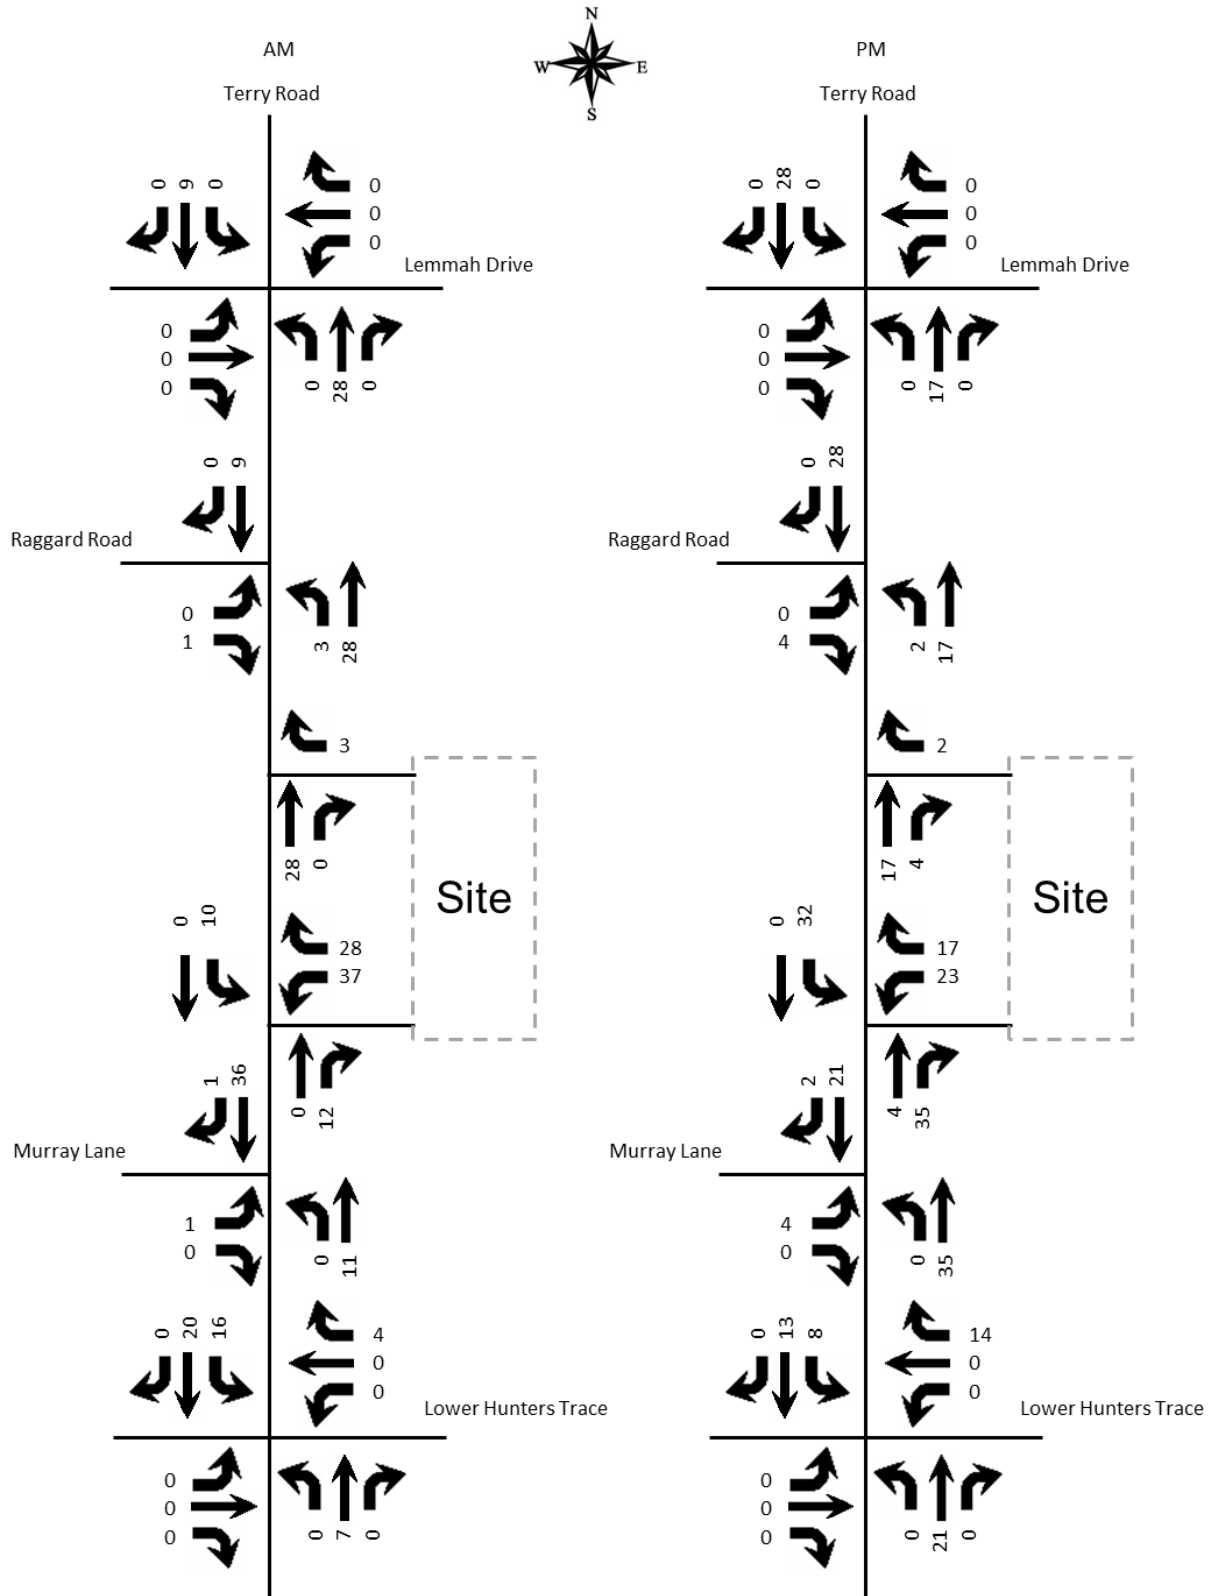 N
AM
PM
W E
Terry Road
Terry Road
S
0 9 0
0
0
0
Lemmah Drive
0
0
0
0 28 0
0 9
Raggard Road
0
1
3 28
3
28 0
Site
0 10
28
37
0 12
1 36
Murray Lane
1
0
0 11
0 20 16
4
0
0
Lower Hunters Trace
0
0
0
0 7 0
0 28 0
0
0
0
Lemmah Drive
0
0
0
0 17 0
0 28
Raggard Road
0
4
2 17
2
17 4
Site
0 32
17
23
4 35
2 21
Murray Lane
4
0
0 35
0 13 8
14
0
0
Lower Hunters Trace
0
0
0
0 21 0